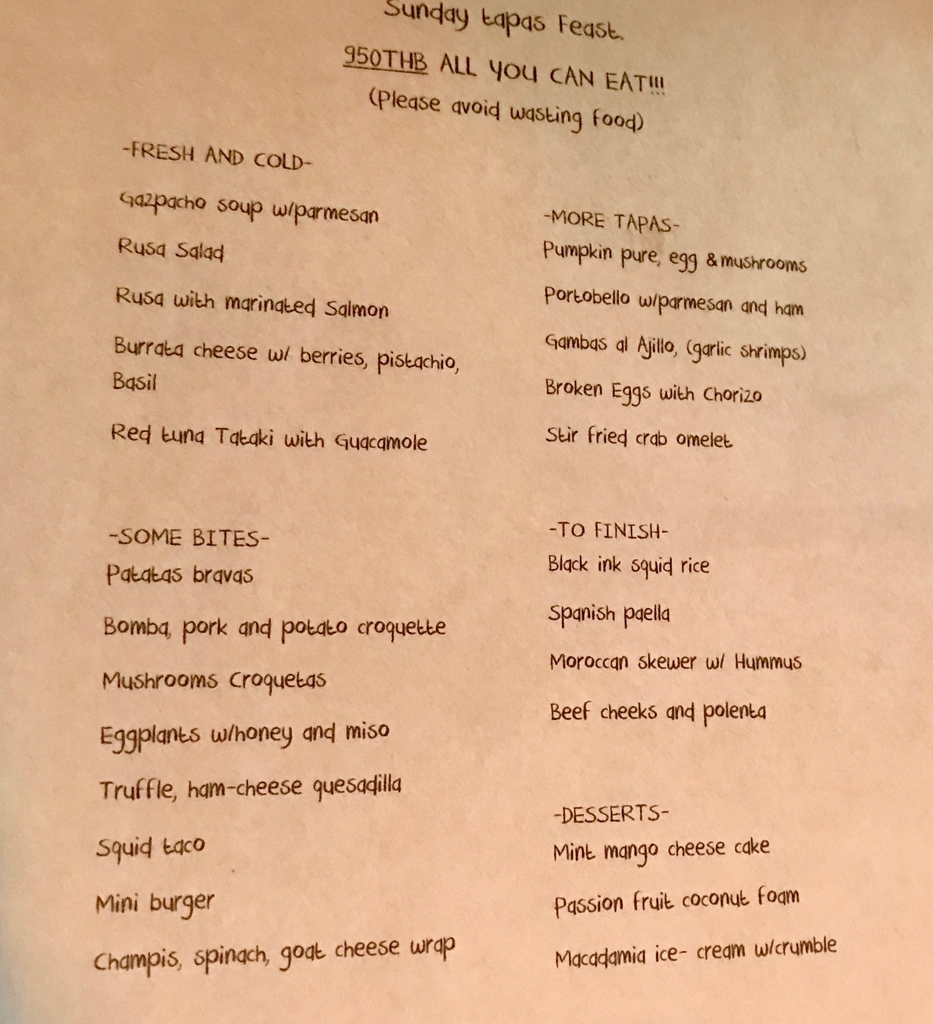 Sunday tapas Feast.
950THB ALL YOU CAN EAT!!!
(Please avoid wasting food)
-FRESH AND COLD-
Gazpacho soup w/parmesan
Rusa Salad
Rusa with marinated Salmon
Burrata cheese w/ berries, pistachio,
Basil
Red tuna Tataki with Guacamole
-SOME BITES-
Patatas bravas
Bomba, pork and potato croquette
Mushrooms Croquetas
Eggplants w/honey and miso
Truffle, ham-cheese quesadilla
Squid taco
Mini burger
Champis, spinach, goat cheese wrap
-MORE TAPAS-
Pumpkin pure, egg & mushrooms
Portobello w/parmesan and ham
Gambas al Ajillo, (garlic shrimps)
Broken Eggs with Chorizo
Stir fried crab omelet
-TO FINISH-
Black ink squid rice
Spanish paella
Moroccan skewer w/ Hummus
Beef cheeks and polenta
-DESSERTS-
Mint mango cheese cake
Passion fruit coconut foam
Macadamia ice- cream w/crumble